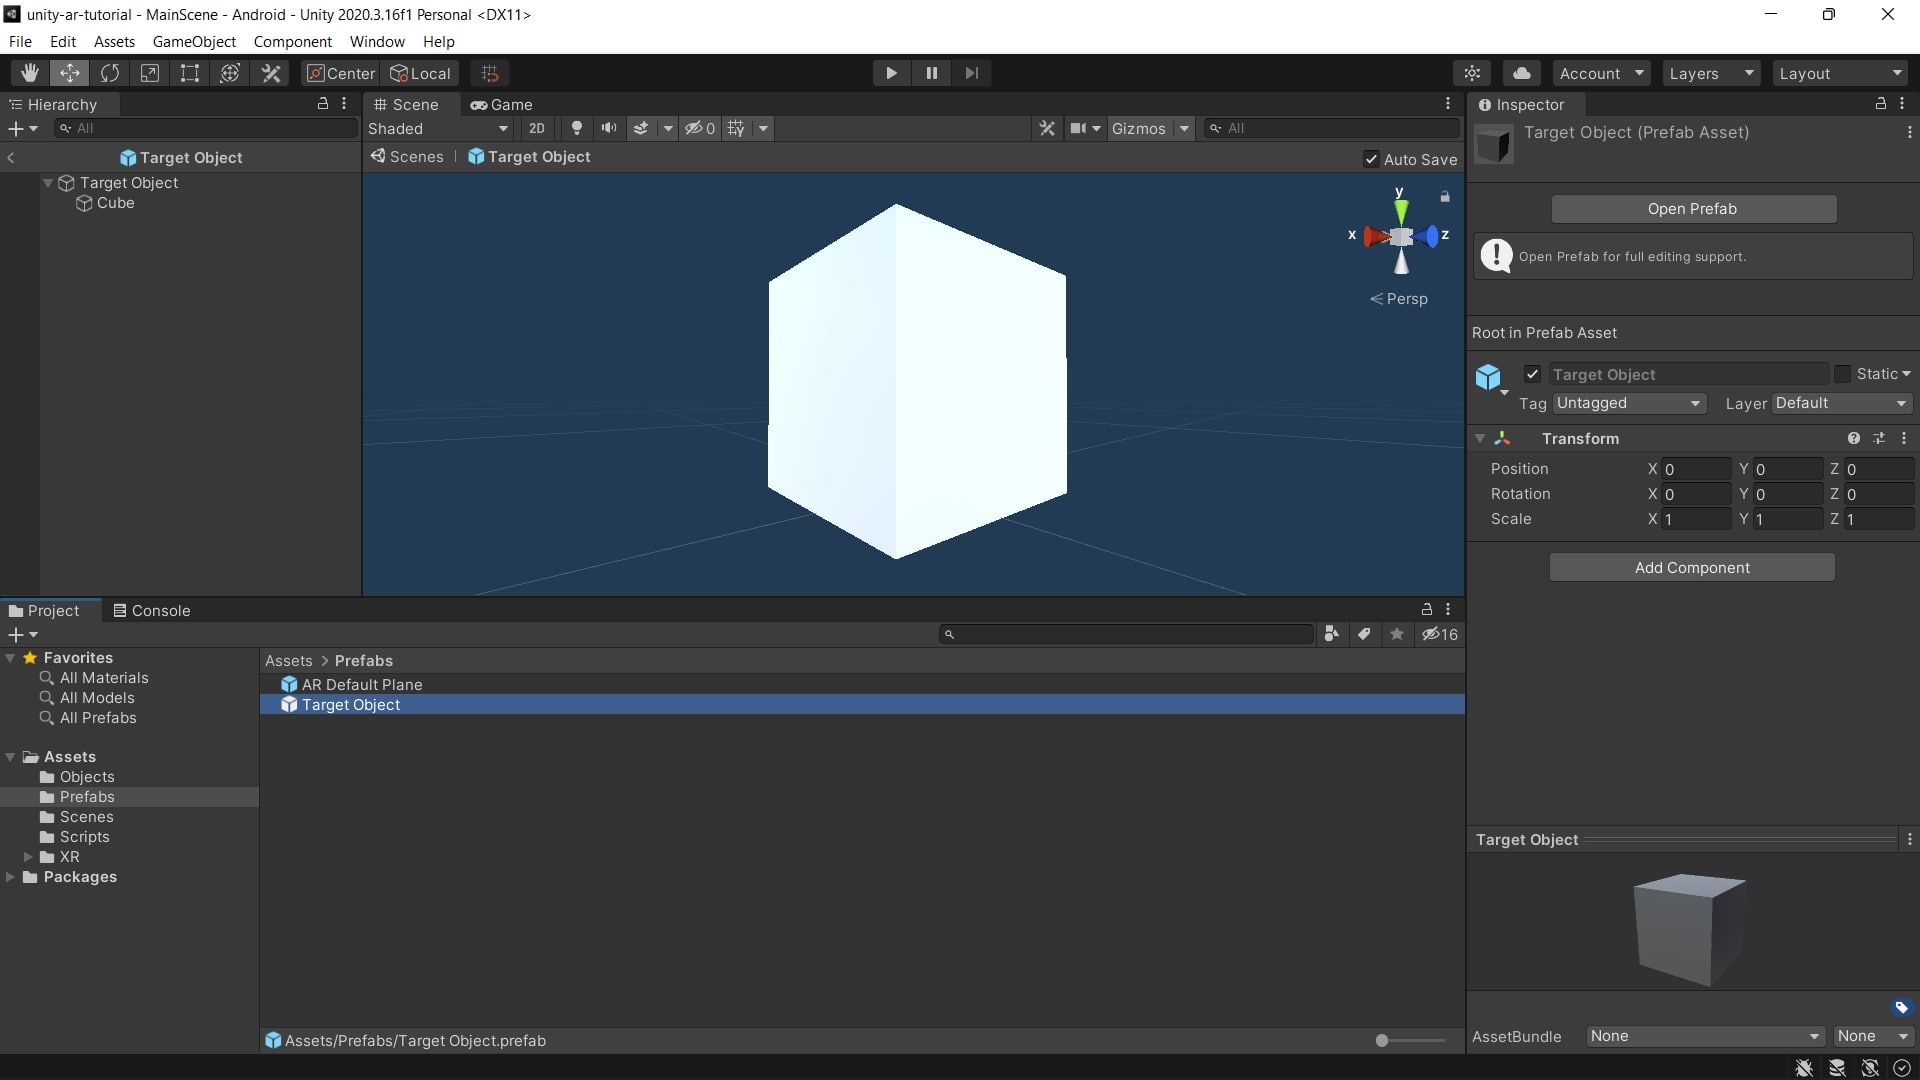 unity-ar-tutorial - MainScene - Android - Unity 2020.3.16f1 Personal <DX11>
File Edit Assets GameObject Component Window Help
Center Local Account Layers Layout
Hierarchy
All
Target Object
Target Object
Cube
Scene Game
Shaded 2D 0 Gizmos All
Scenes Target Object Auto Save
y
x z
Persp
Inspector
Target Object (Prefab Asset)
Open Prefab
Open Prefab for full editing support.
Root in Prefab Asset
Target Object Static
Tag Untagged Layer Default
Transform
Position X 0 Y 0 Z 0
Rotation X 0 Y 0 Z 0
Scale X 1 Y 1 Z 1
Add Component
Project Console
16
Favorites
All Materials
All Models
All Prefabs
Assets
Objects
Prefabs
Scenes
Scripts
XR
Packages
Assets > Prefabs
AR Default Plane
Target Object
Assets/Prefabs/Target Object.prefab
Target Object
AssetBundle None None